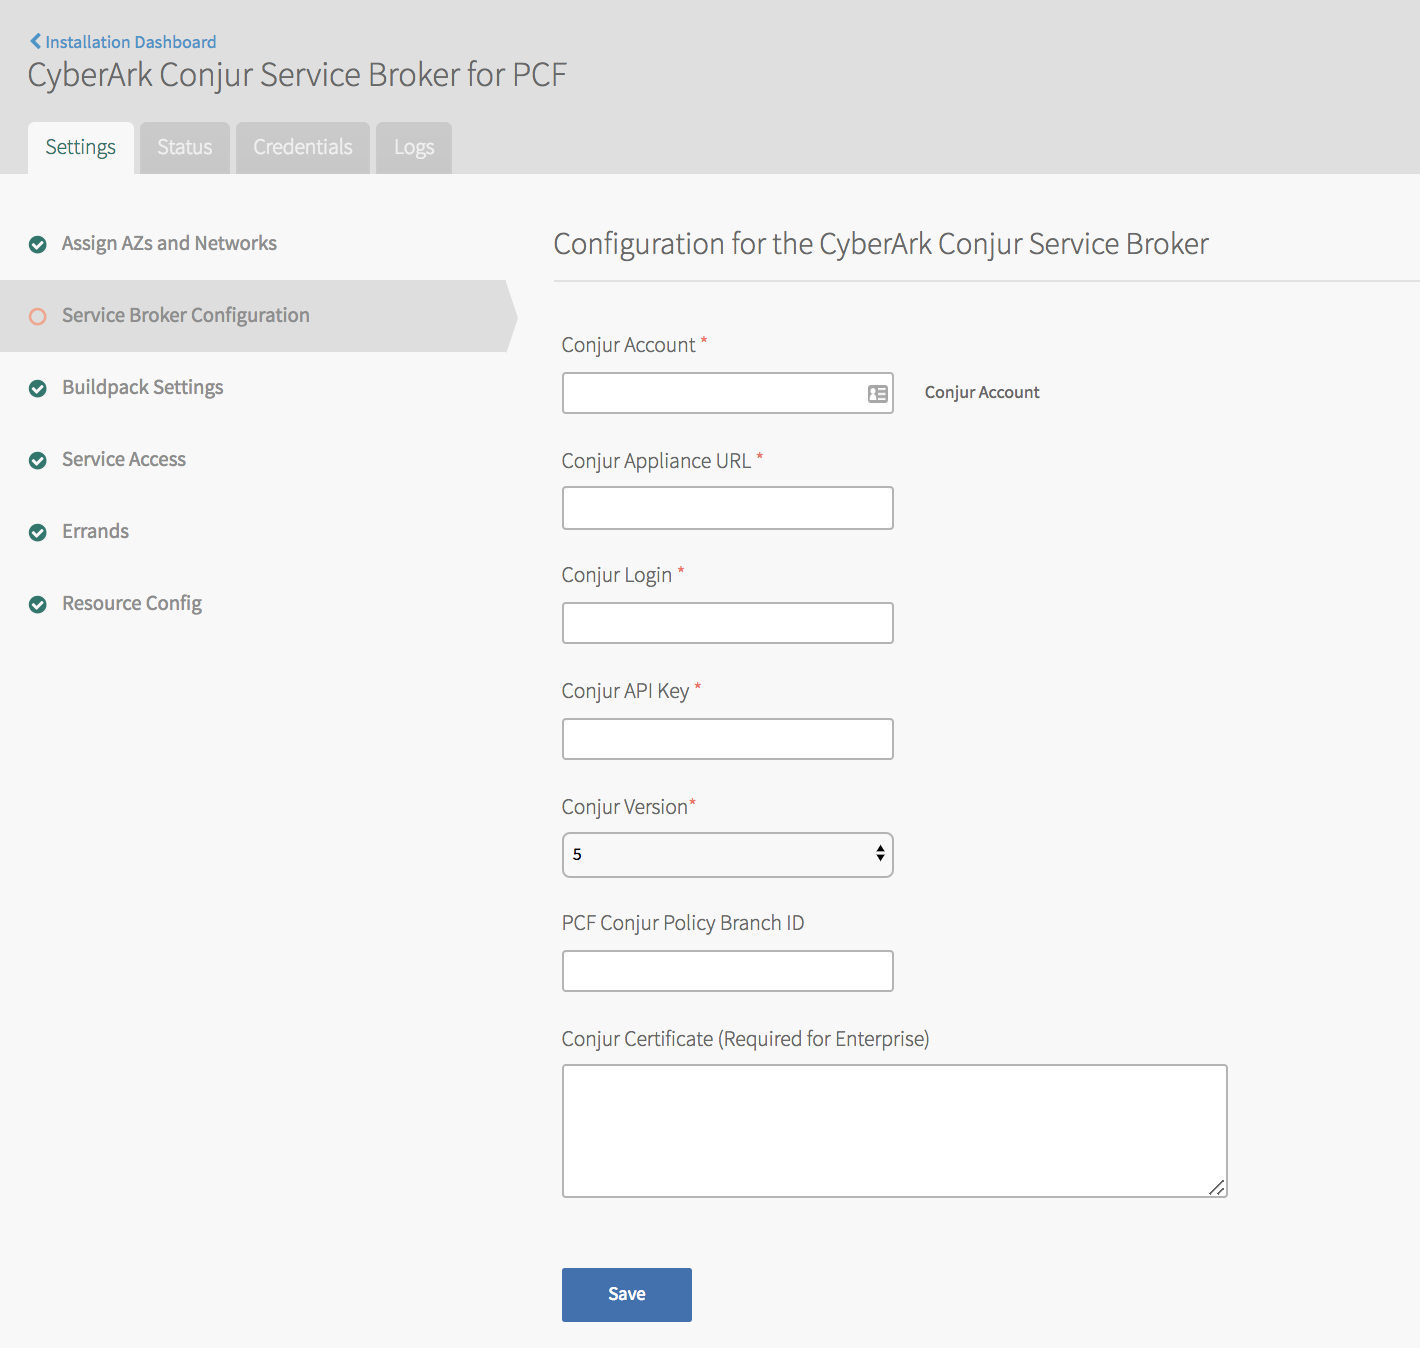 Installation Dashboard
CyberArk Conjur Service Broker for PCF
Settings
Status
Credentials
Logs
Assign AZs and Networks
Service Broker Configuration
Buildpack Settings
Service Access
Errands
Resource Config
Configuration for the CyberArk Conjur Service Broker
Conjur Account *
Conjur Account
Conjur Appliance URL *
Conjur Login *
Conjur API Key *
Conjur Version*
5
PCF Conjur Policy Branch ID
Conjur Certificate (Required for Enterprise)
Save